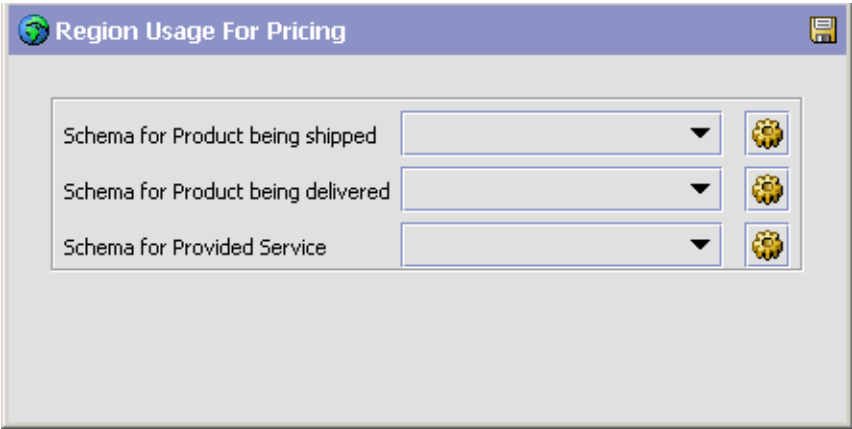 Region Usage For Pricing
Schema for Product being shipped
Schema for Product being delivered
Schema for Provided Service